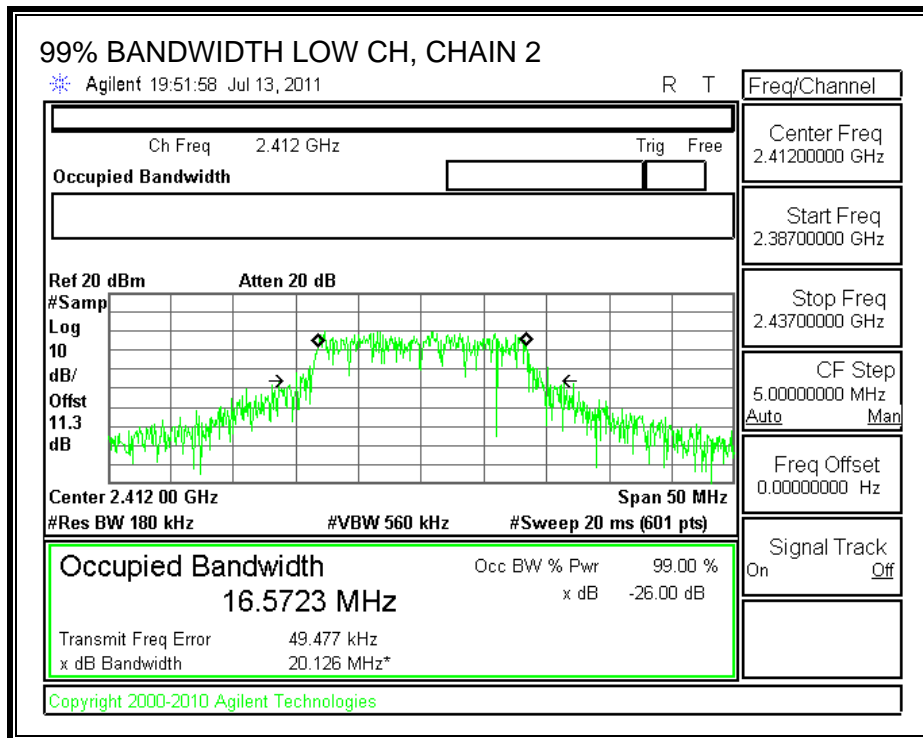 99% BANDWIDTH LOW CH, CHAIN 2
Agilent 19:51:58 Jul 13, 2011 R T
Freq/Channel
Ch Freq 2.412 GHz Trig Free
Occupied Bandwidth
Center Freq
2.41200000 GHz
Start Freq
2.38700000 GHz
Stop Freq
2.43700000 GHz
CF Step
5.00000000 MHz
Auto Man
Freq Offset
0.00000000 Hz
Signal Track
On Off
Ref 20 dBm Atten 20 dB
#Samp
Log
10
dB/
Offst
11.3
dB
Center 2.412 00 GHz Span 50 MHz
#Res BW 180 kHz #VBW 560 kHz #Sweep 20 ms (601 pts)
Occupied Bandwidth Occ BW % Pwr 99.00 %
16.5723 MHz x dB -26.00 dB
Transmit Freq Error 49.477 kHz
x dB Bandwidth 20.126 MHz*
Copyright 2000-2010 Agilent Technologies